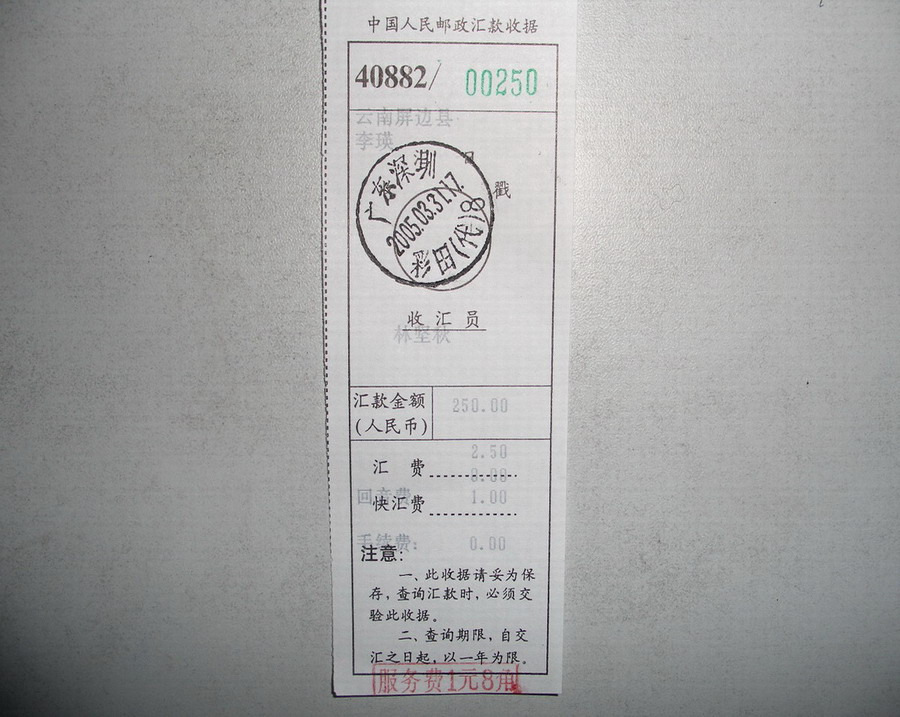 中国人民邮政汇款收据
40882/ 00250
云南屏边县
李瑛
日
戳
广东深圳
2005.03.31.17.
彩田(代)8
收汇员
林坚秋
汇款金额
(人民币)
250.00
2.50
汇 费
0.00
回音费
1.00
快汇费
手续费:
0.00
注意:
一、此收据请妥为保
存,查询汇款时,必须交
验此收据。
二、查询期限,自交
汇之日起,以一年为限。
服务费1元8角